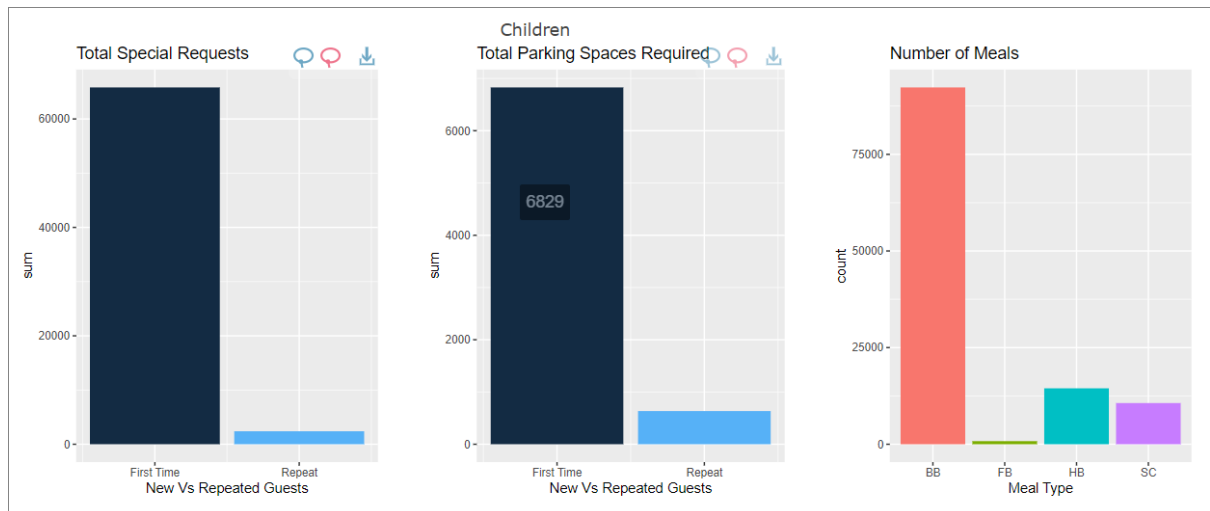 Children
Total Special Requests
60000
40000
20000
0
sum
First Time Repeat
New Vs Repeated Guests
Total Parking Spaces Required
6000
4000
2000
0
sum
6829
First Time Repeat
New Vs Repeated Guests
Number of Meals
75000
50000
25000
0
count
BB FB HB SC
Meal Type